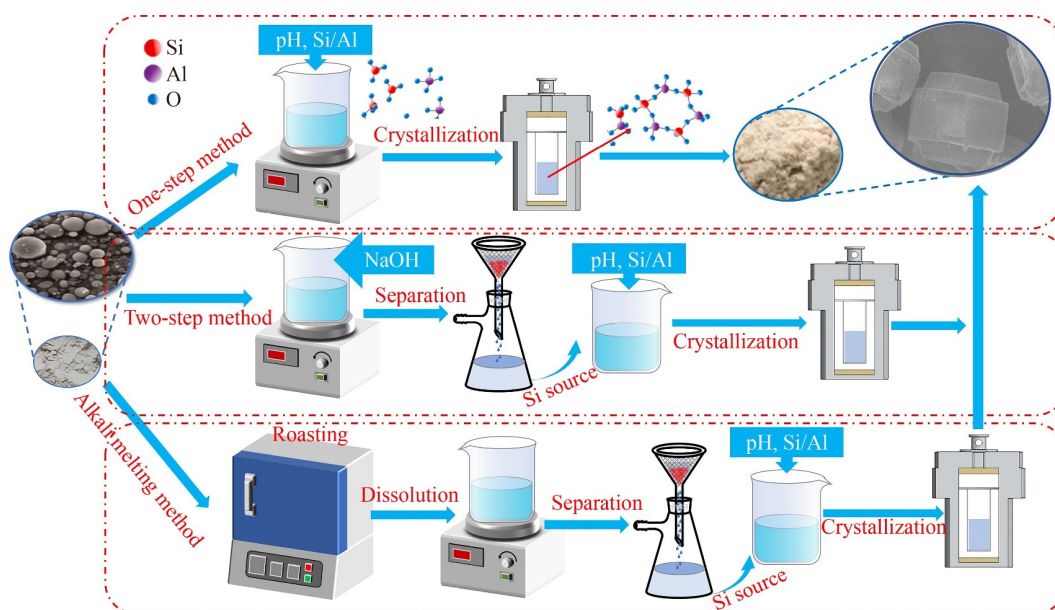 Si
Al
O
pH, Si/Al
Crystallization
One-step method
NaOH
Two-step method
Separation
pH, Si/Al
Si source
Crystallization
Alkali melting method
Roasting
Dissolution
Separation
pH, Si/Al
Si source
Crystallization